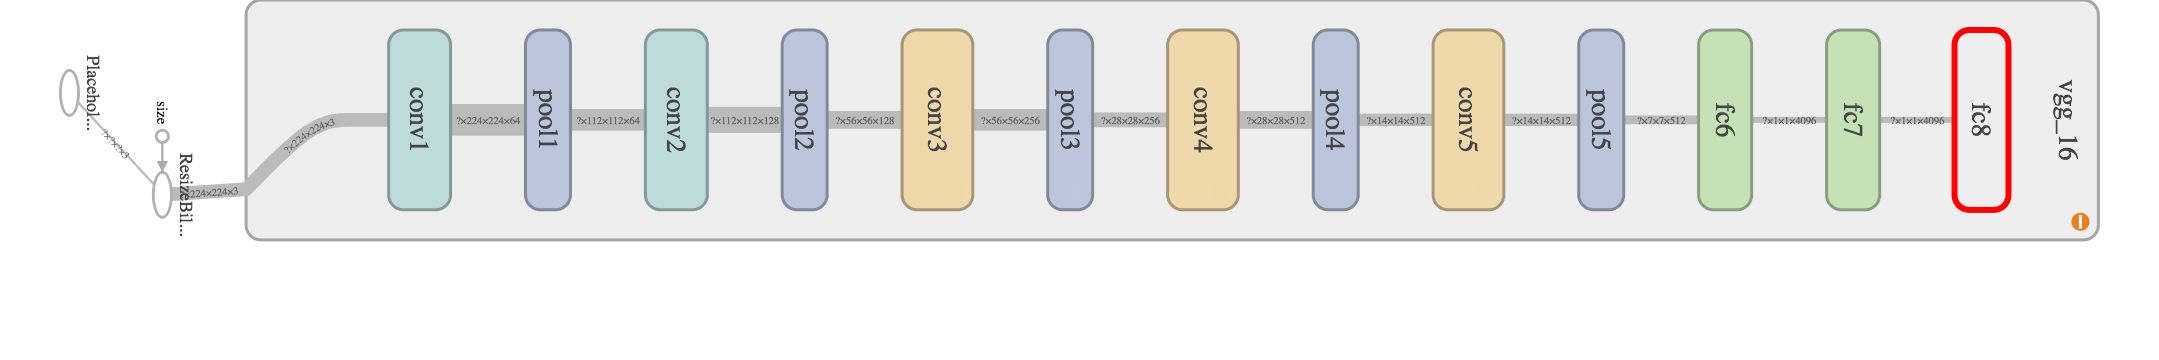 Placehol...
?×?×?×3
size
ResizeBil...
224×224×3
?×224×224×3
conv1
?×224×224×64
pool1
?×112×112×64
conv2
?×112×112×128
pool2
?×56×56×128
conv3
?×56×56×256
pool3
?×28×28×256
conv4
?×28×28×512
pool4
?×14×14×512
conv5
?×14×14×512
pool5
?×7×7×512
fc6
?×1×1×4096
fc7
?×1×1×4096
fc8
vgg_16